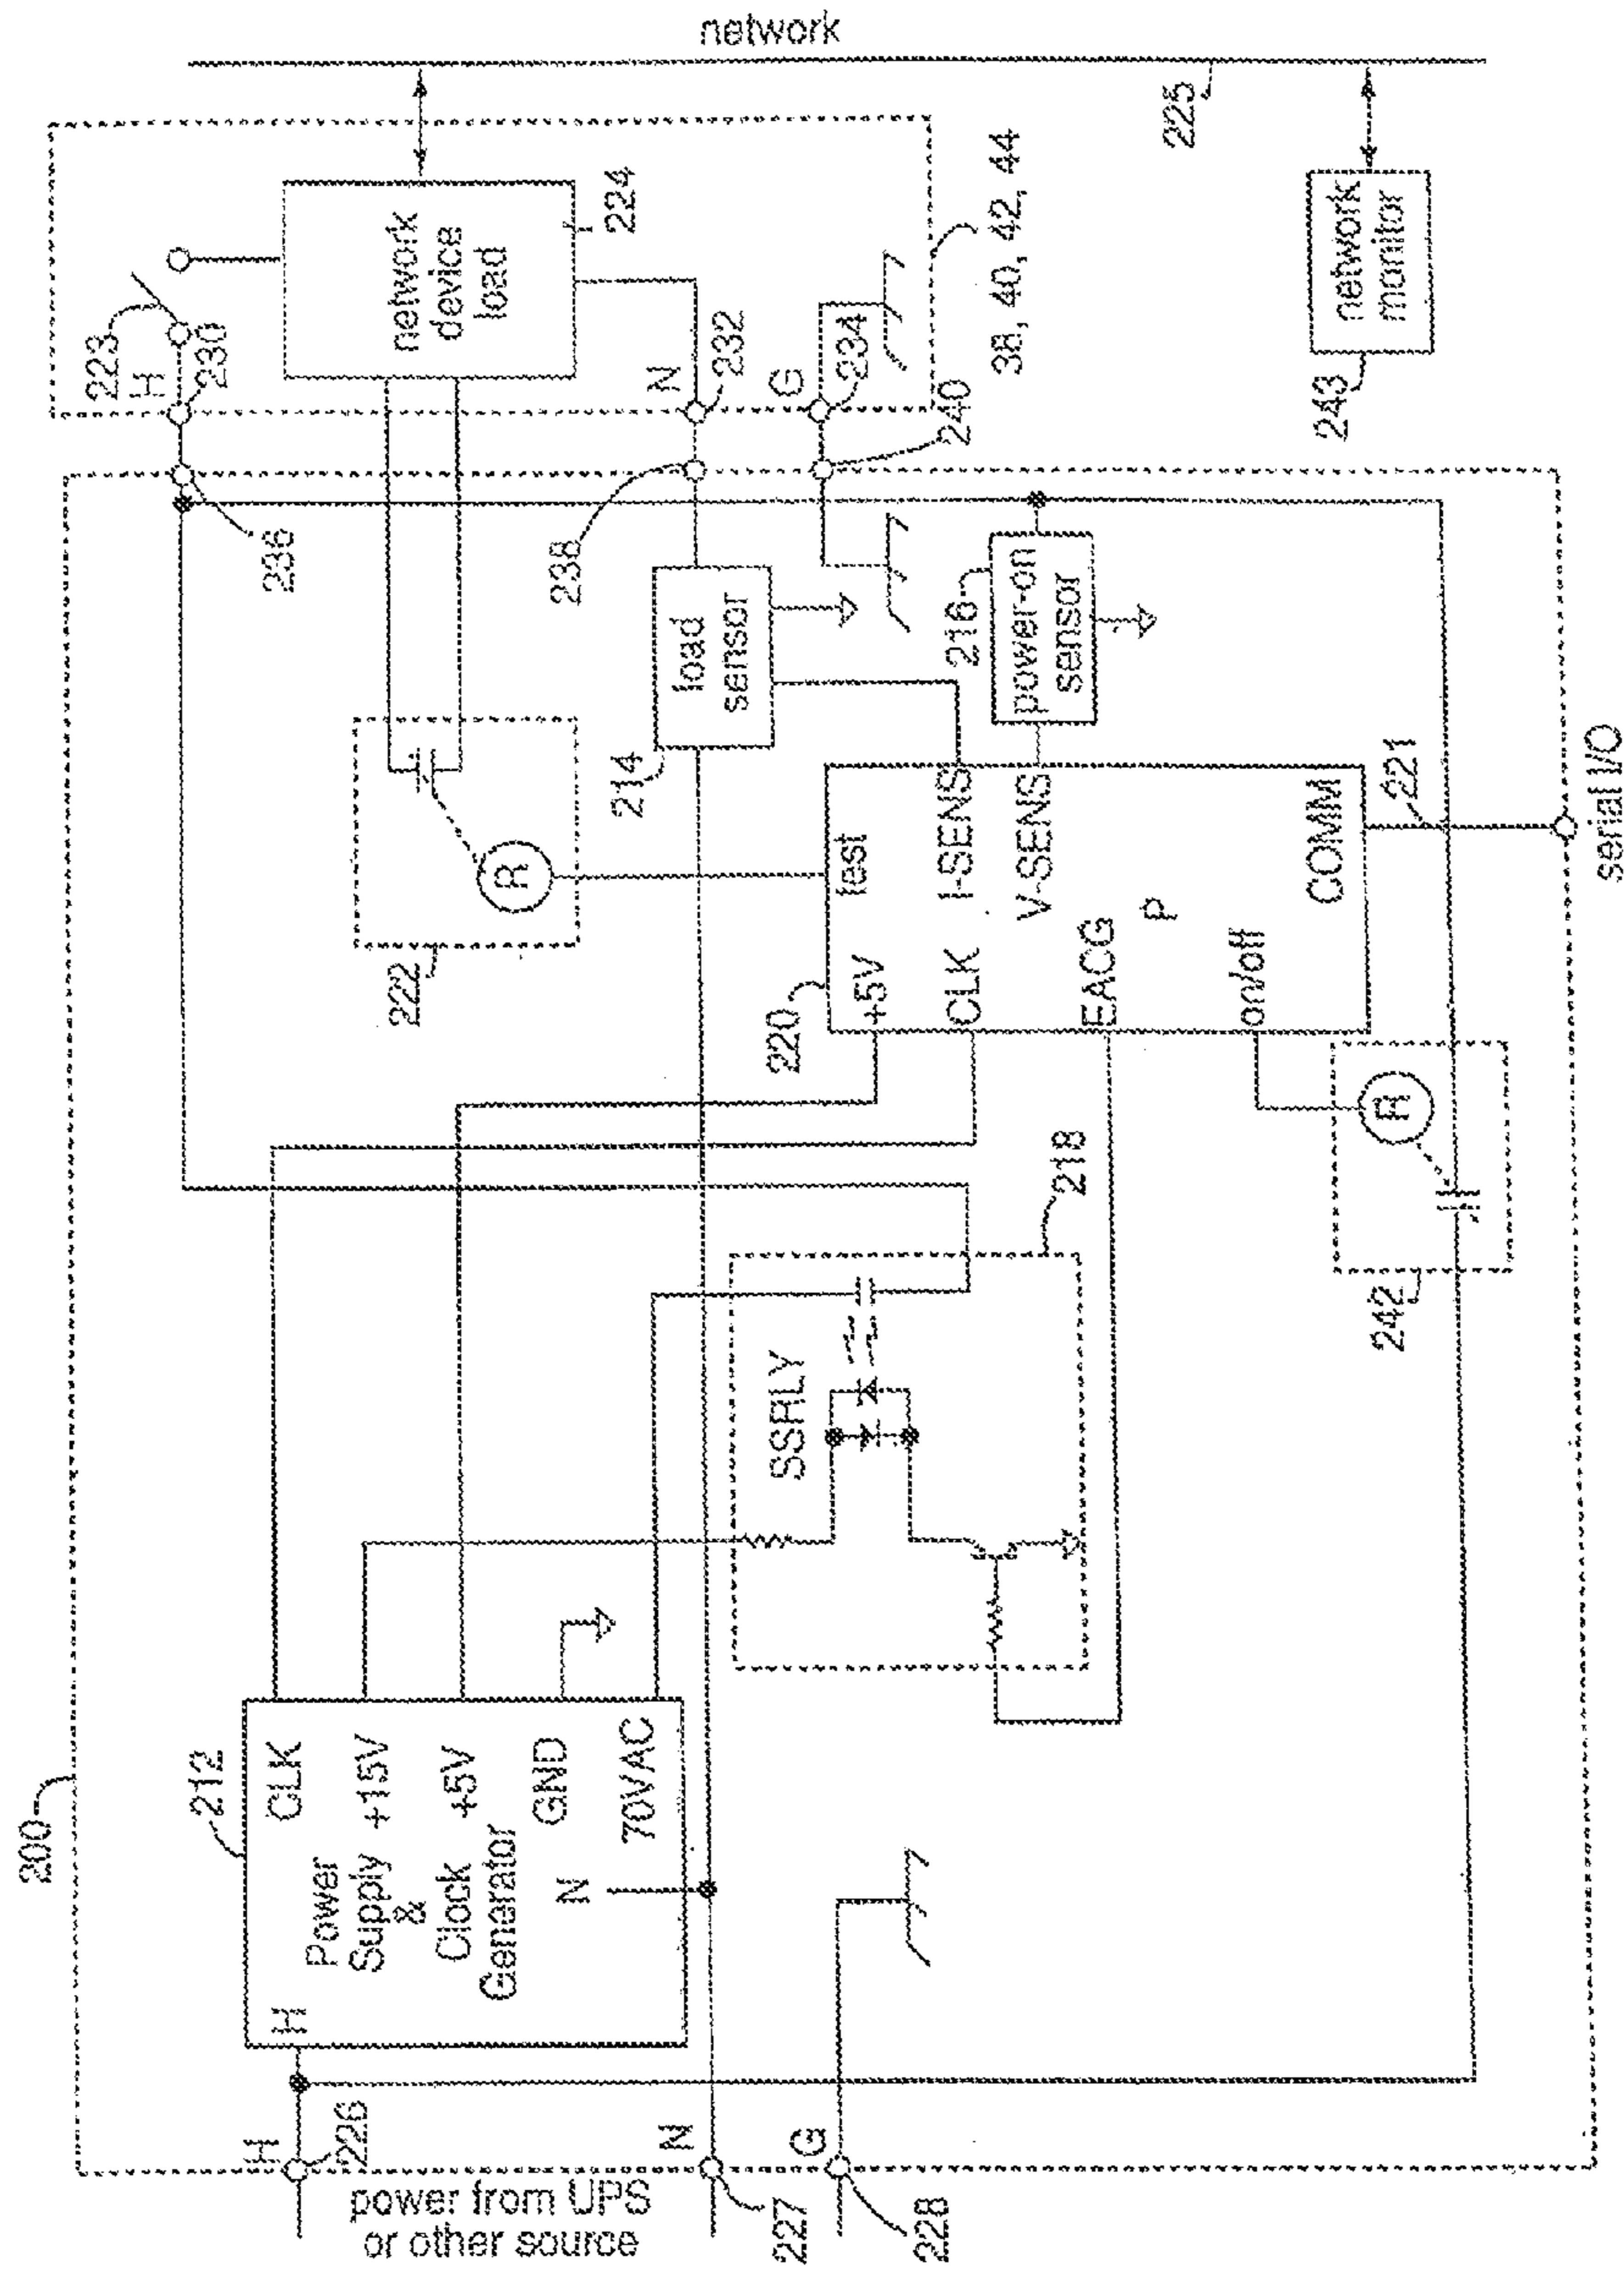 network
225
223
H
230
network
device
load
224
N
232
G
234
240
38, 40, 42, 44
network
monitor
243
236
238
214
load
sensor
216
power-on
sensor
222
R
220
test
I-SENS
V-SENS
COMM
+5V
CLK
EACG
P
on/off
221
serial I/O
218
SSRLY
R
242
200
212
CLK
+15V
+5V
GND
70VAC
Power
Supply
&
Clock
Generator
N
H
H
226
N
227
G
228
power from UPS
or other source